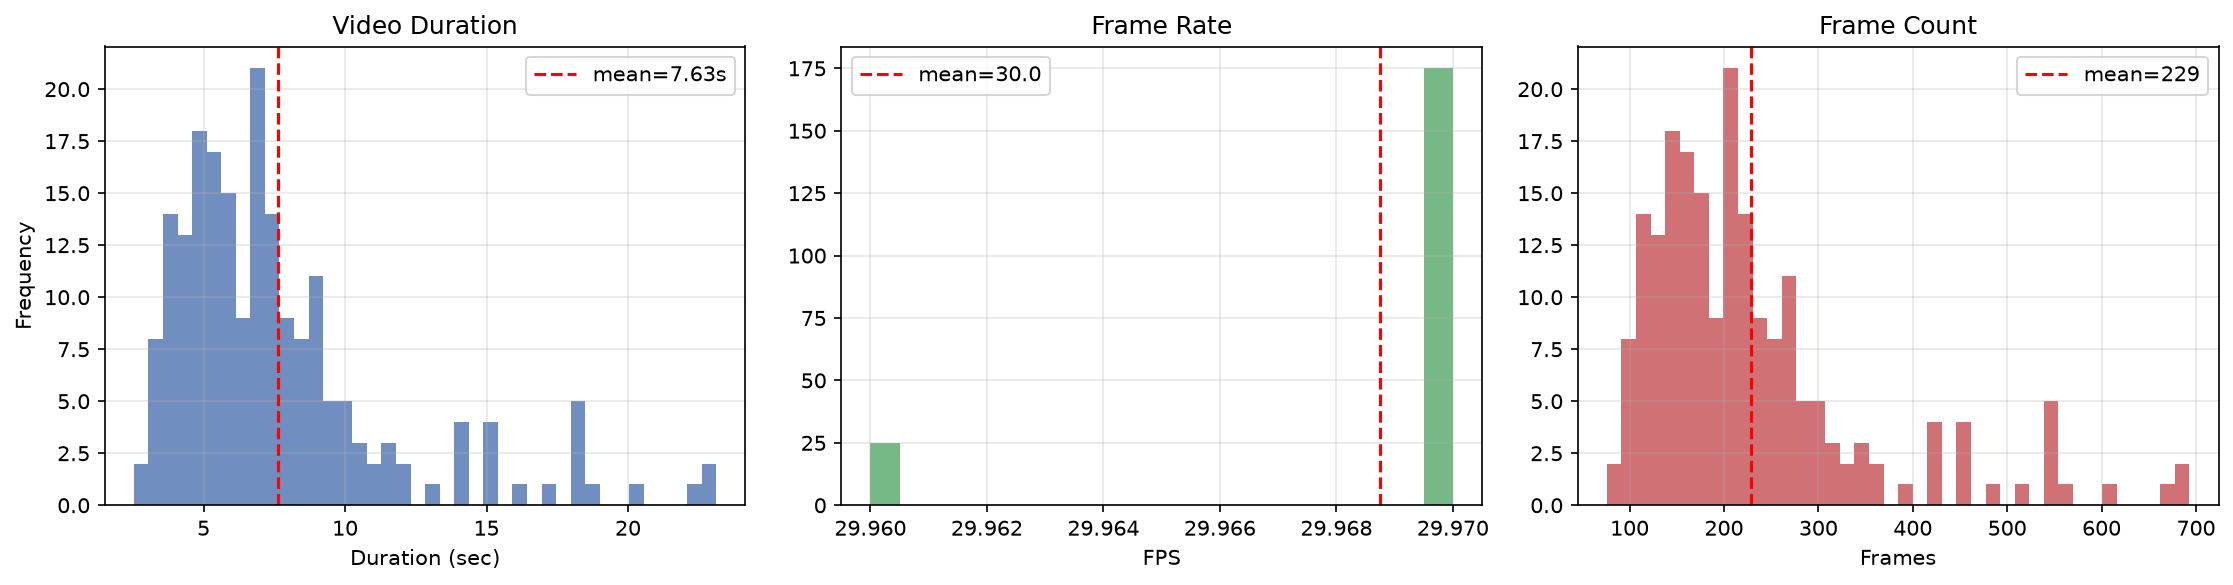 Video Duration
mean=7.63s
20.0
17.5
15.0
12.5
10.0
7.5
5.0
2.5
0.0
Frequency
5 10 15 20
Duration (sec)
Frame Rate
mean=30.0
175
150
125
100
75
50
25
0
29.960 29.962 29.964 29.966 29.968 29.970
FPS
Frame Count
mean=229
20.0
17.5
15.0
12.5
10.0
7.5
5.0
2.5
0.0
100 200 300 400 500 600 700
Frames